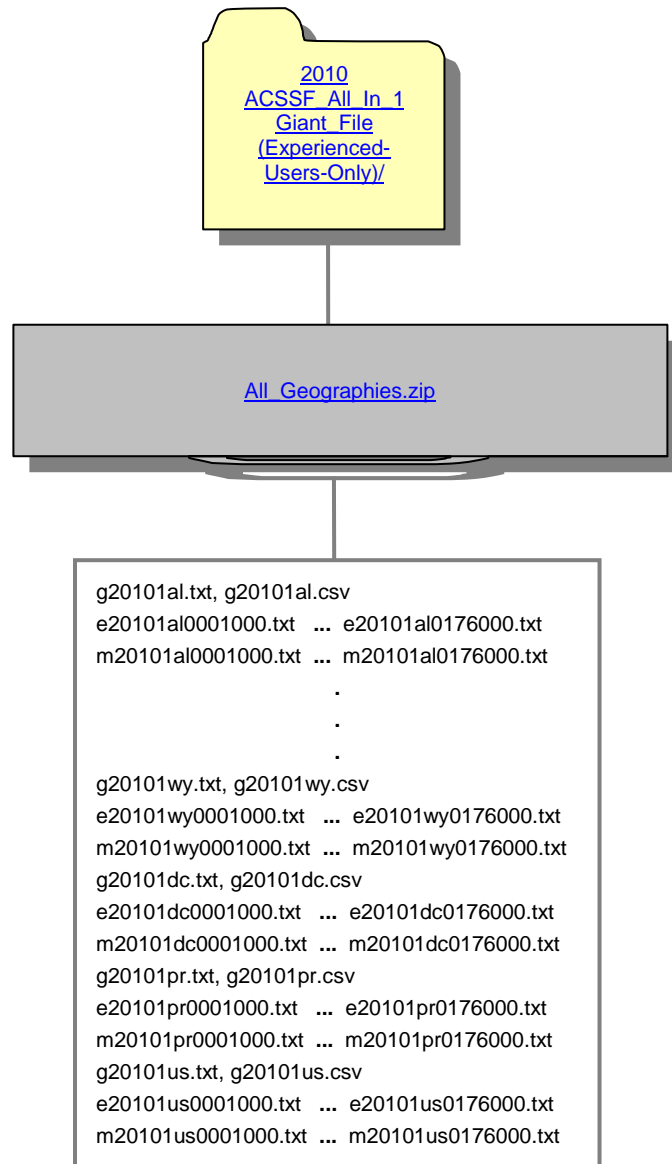 2010
ACSSF_All_In_1
Giant_File
(Experienced-
Users-Only)/
All_Geographies.zip
g20101al.txt, g20101al.csv
e20101al0001000.txt ... e20101al0176000.txt
m20101al0001000.txt ... m20101al0176000.txt
.
.
.
g20101wy.txt, g20101wy.csv
e20101wy0001000.txt ... e20101wy0176000.txt
m20101wy0001000.txt ... m20101wy0176000.txt
g20101dc.txt, g20101dc.csv
e20101dc0001000.txt ... e20101dc0176000.txt
m20101dc0001000.txt ... m20101dc0176000.txt
g20101pr.txt, g20101pr.csv
e20101pr0001000.txt ... e20101pr0176000.txt
m20101pr0001000.txt ... m20101pr0176000.txt
g20101us.txt, g20101us.csv
e20101us0001000.txt ... e20101us0176000.txt
m20101us0001000.txt ... m20101us0176000.txt